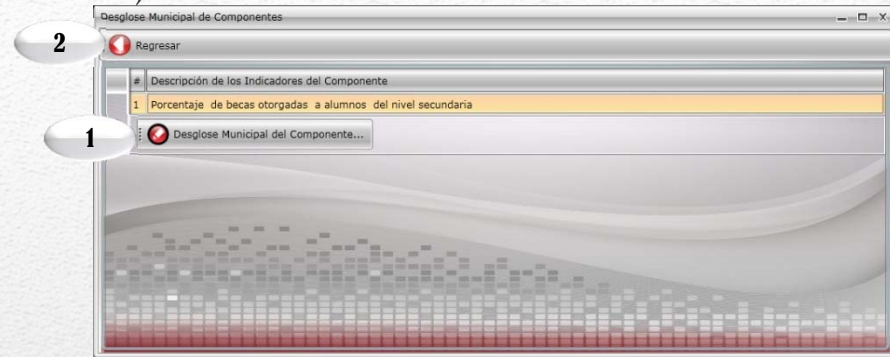 Desglose Municipal de Componentes
2 Regresar
# Descripción de los Indicadores del Componente
1 Porcentaje de becas otorgadas a alumnos del nivel secundaria
1 Desglose Municipal del Componente...